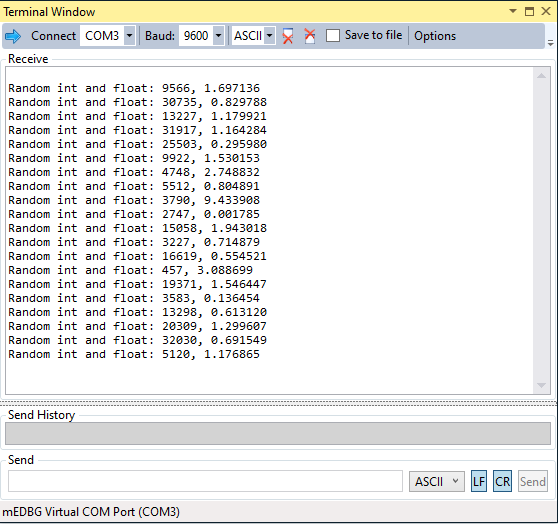 Terminal Window
Connect COM3 Baud: 9600 ASCII Save to file Options
Receive
Random int and float: 9566, 1.697136
Random int and float: 30735, 0.829788
Random int and float: 13227, 1.179921
Random int and float: 31917, 1.164284
Random int and float: 25503, 0.295980
Random int and float: 9922, 1.530153
Random int and float: 4748, 2.748832
Random int and float: 5512, 0.804891
Random int and float: 3790, 9.433908
Random int and float: 2747, 0.001785
Random int and float: 15058, 1.943018
Random int and float: 3227, 0.714879
Random int and float: 16619, 0.554521
Random int and float: 457, 3.088699
Random int and float: 19371, 1.546447
Random int and float: 3583, 0.136454
Random int and float: 13298, 0.613120
Random int and float: 20309, 1.299607
Random int and float: 32030, 0.691549
Random int and float: 5120, 1.176865
Send History
Send
ASCII LF CR Send
mEDBG Virtual COM Port (COM3)